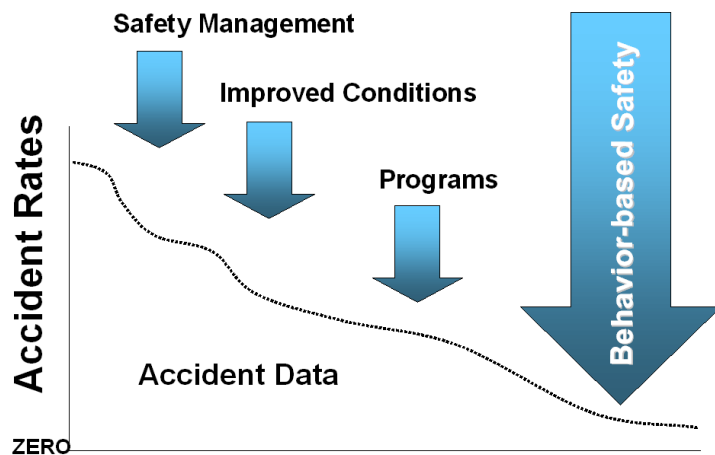 Safety Management
Improved Conditions
Programs
Behavior-based Safety
Accident Rates
Accident Data
ZERO